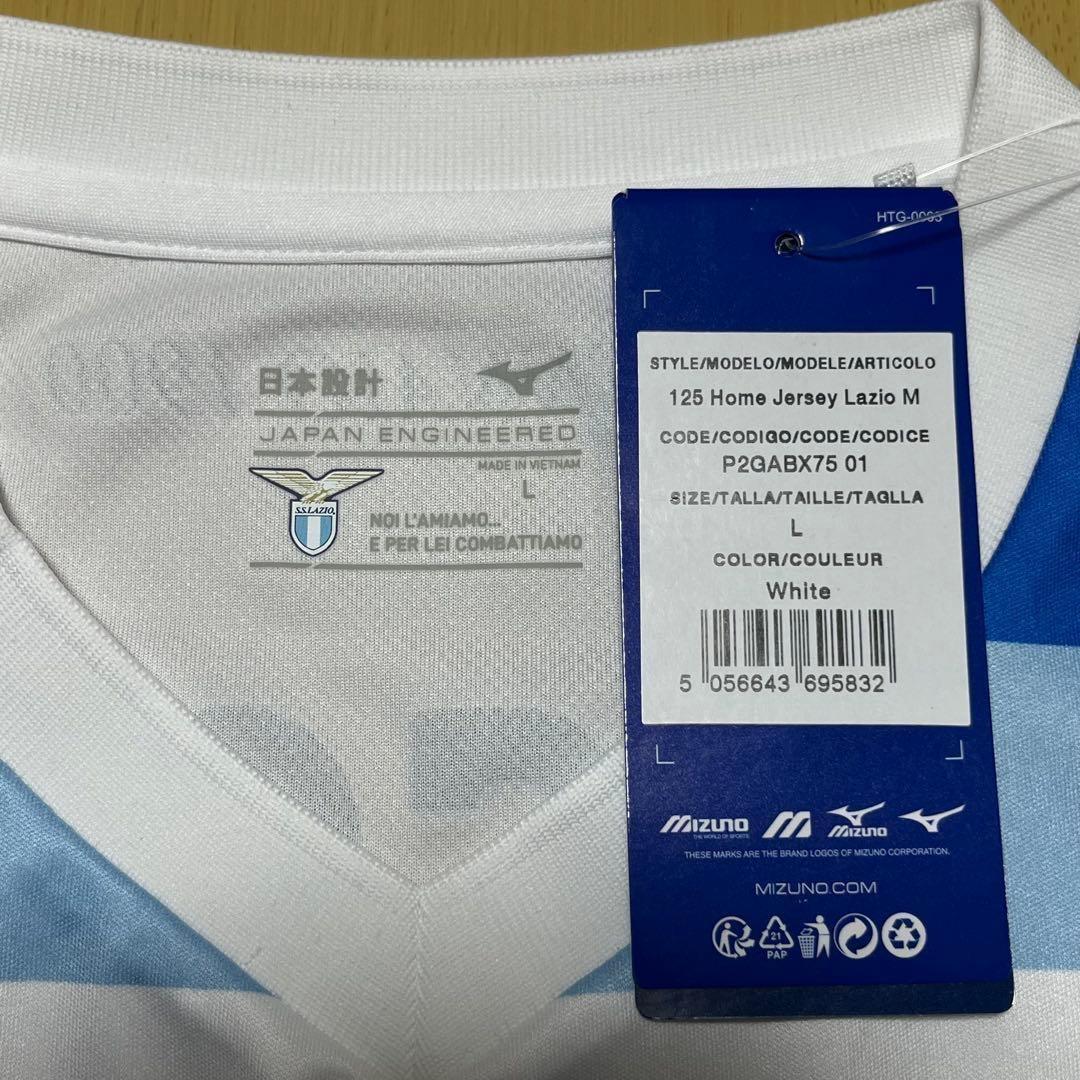 日本設計
JAPAN ENGINEERED
MADE IN VIETNAM
L
S.S.LAZIO
NOI L'AMIAMO...
E PER LEI COMBATTIAMO
STYLE/MODELO/MODELE/ARTICOLO
125 Home Jersey Lazio M
CODE/CODIGO/CODE/CODICE
P2GABX75 01
SIZE/TALLA/TAILLE/TAGLLA
L
COLOR/COULEUR
White
5 056643 695832
MIZUNO
THE WORLD OF SPORTS
MIZUNO
THESE MARKS ARE THE BRAND LOGOS OF MIZUNO CORPORATION.
MIZUNO.COM
21
PAP